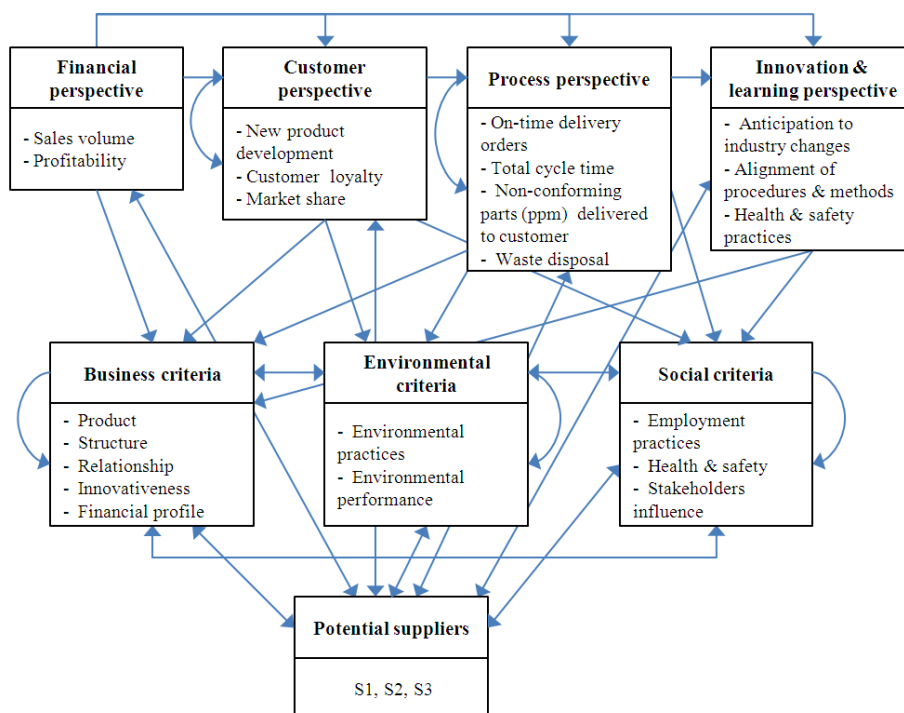 Financial
perspective
- Sales volume
- Profitability
Customer
perspective
- New product
development
- Customer loyalty
- Market share
Process perspective
- On-time delivery
orders
- Total cycle time
- Non-conforming
parts (ppm) delivered
to customer
- Waste disposal
Innovation &
learning perspective
- Anticipation to
industry changes
- Alignment of
procedures & methods
- Health & safety
practices
Business criteria
- Product
- Structure
- Relationship
- Innovativeness
- Financial profile
Environmental
criteria
- Environmental
practices
- Environmental
performance
Social criteria
- Employment
practices
- Health & safety
- Stakeholders
influence
Potential suppliers
S1, S2, S3